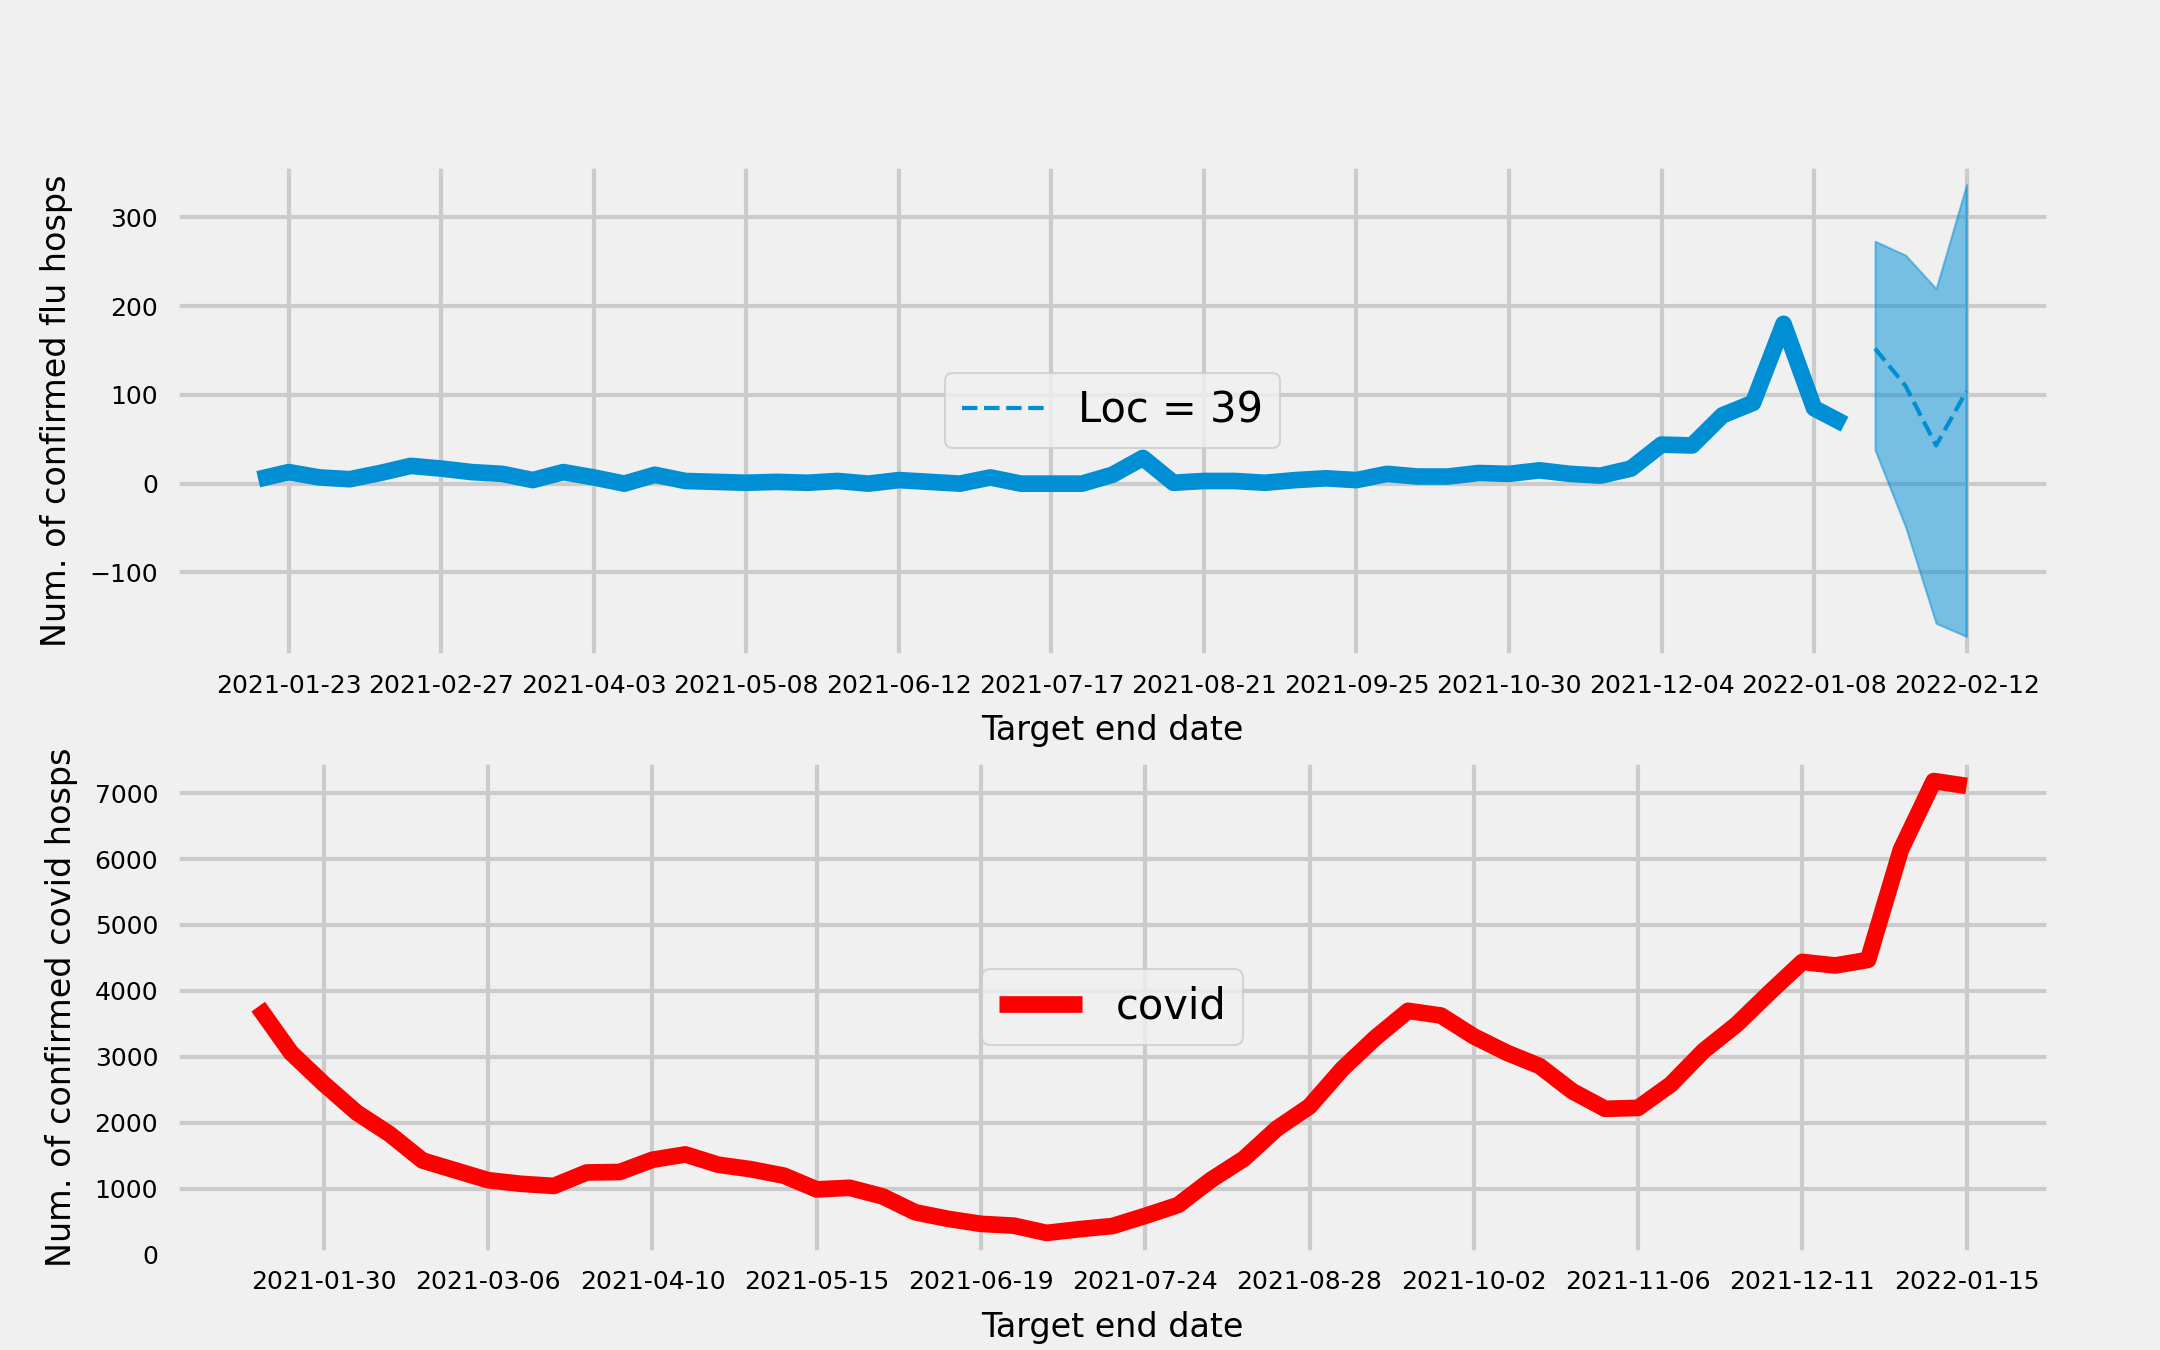 Num. of confirmed flu hosps
300
200
100
0
−100
Loc = 39
2021-01-23 2021-02-27 2021-04-03 2021-05-08 2021-06-12 2021-07-17 2021-08-21 2021-09-25 2021-10-30 2021-12-04 2022-01-08 2022-02-12
Target end date
Num. of confirmed covid hosps
7000
6000
5000
4000
3000
2000
1000
0
covid
2021-01-30 2021-03-06 2021-04-10 2021-05-15 2021-06-19 2021-07-24 2021-08-28 2021-10-02 2021-11-06 2021-12-11 2022-01-15
Target end date